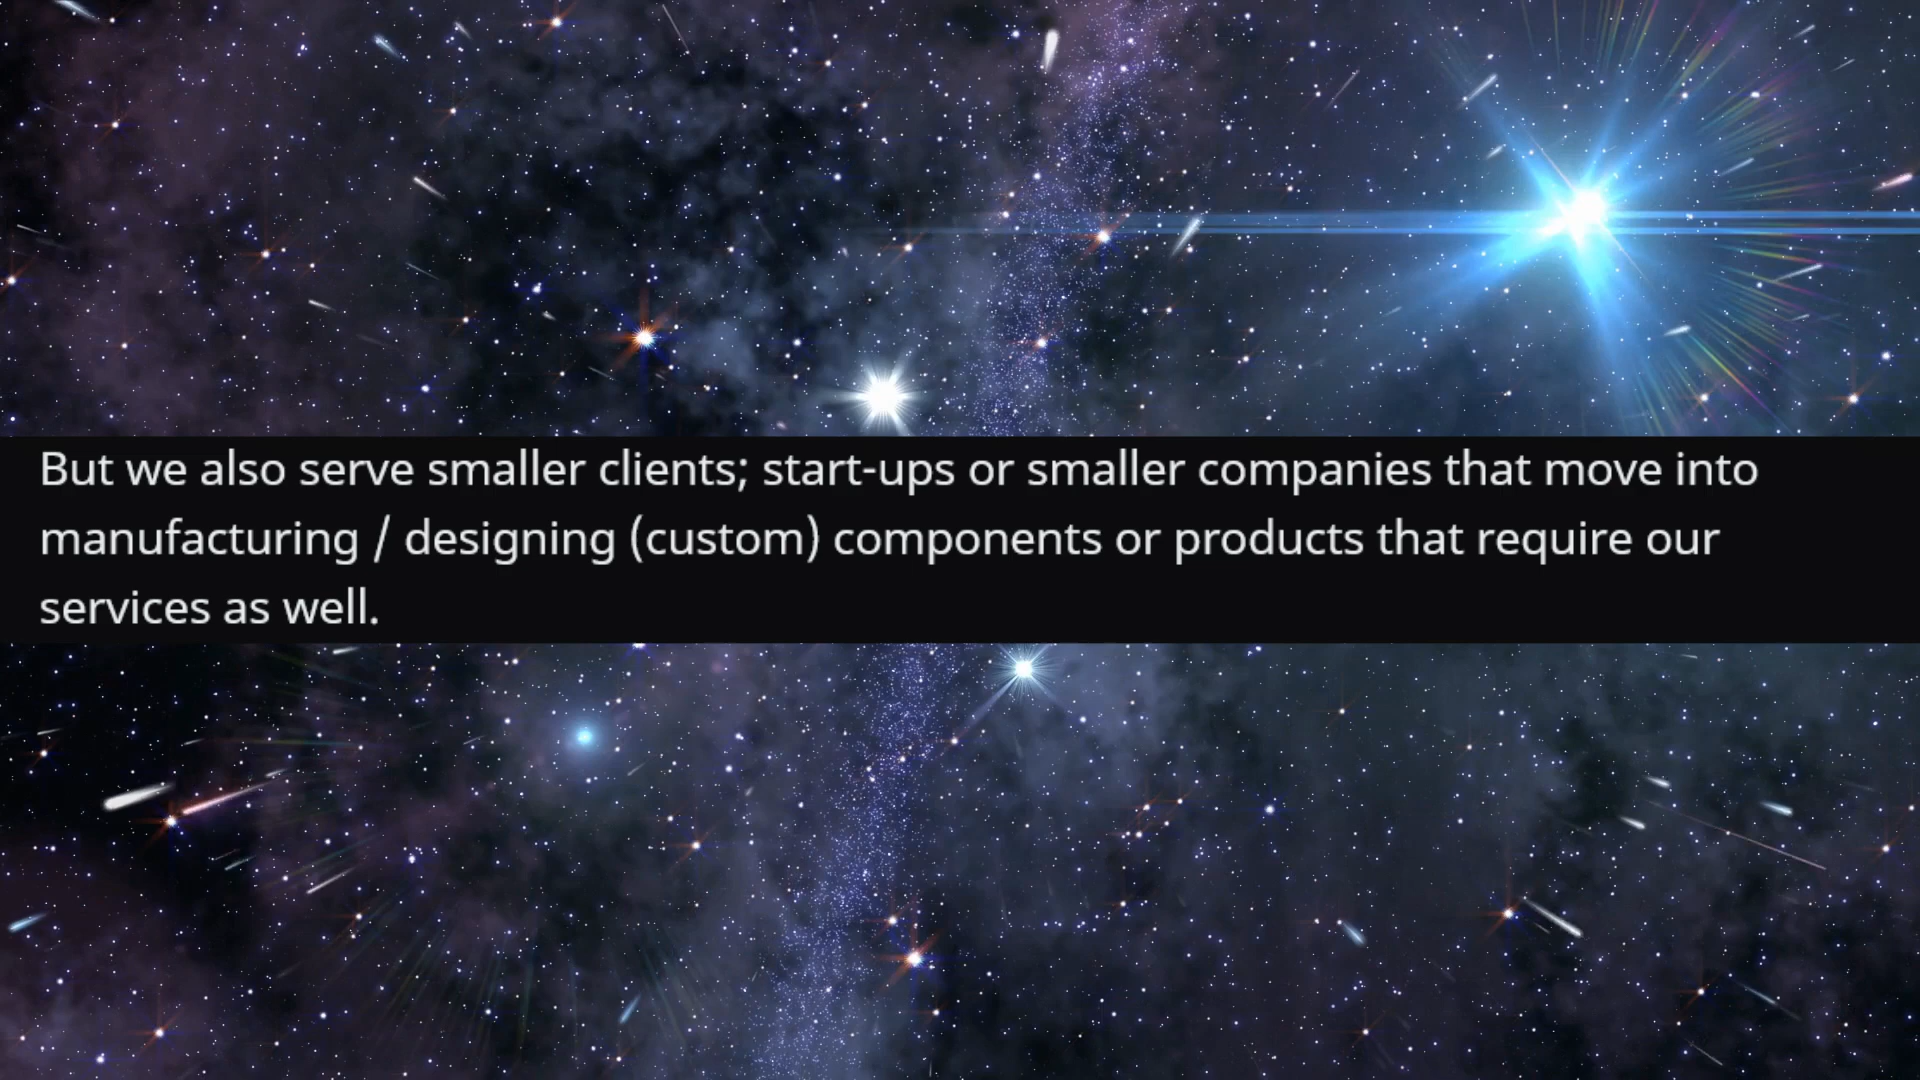 But we also serve smaller clients; start-ups or smaller companies that move into
manufacturing / designing (custom) components or products that require our
services as well.